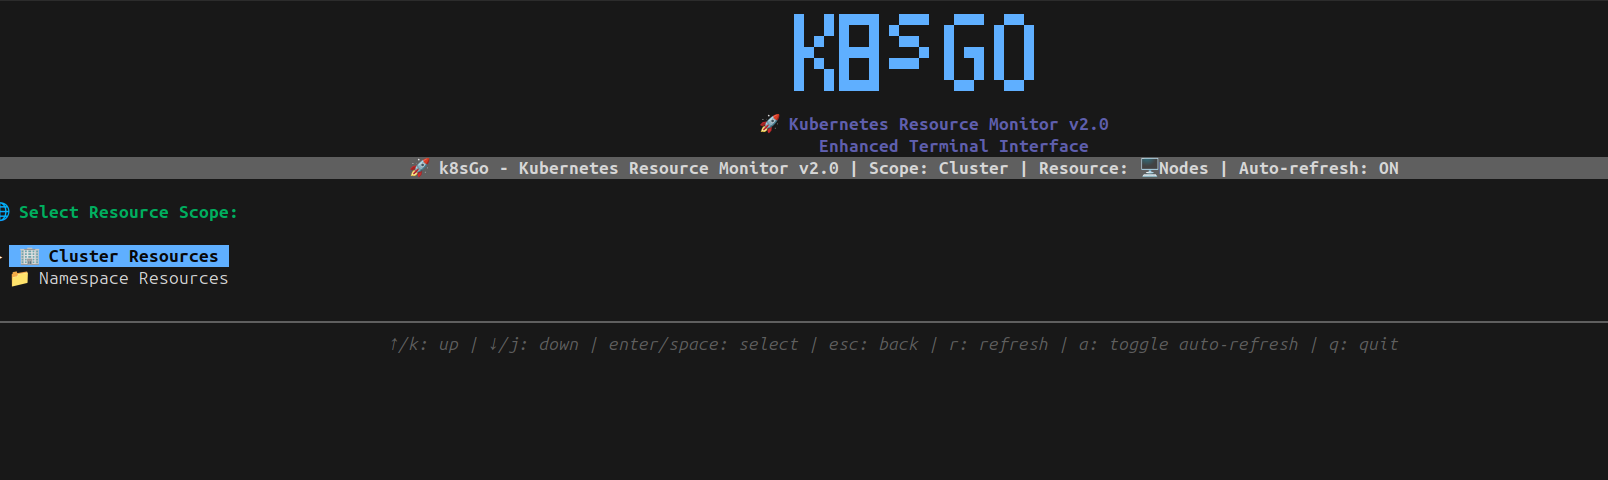 K8sGO
🚀 Kubernetes Resource Monitor v2.0
Enhanced Terminal Interface
🚀 k8sGo - Kubernetes Resource Monitor v2.0 | Scope: Cluster | Resource: 🖥️Nodes | Auto-refresh: ON
🌐 Select Resource Scope:
🏢 Cluster Resources
📁 Namespace Resources
↑/k: up | ↓/j: down | enter/space: select | esc: back | r: refresh | a: toggle auto-refresh | q: quit